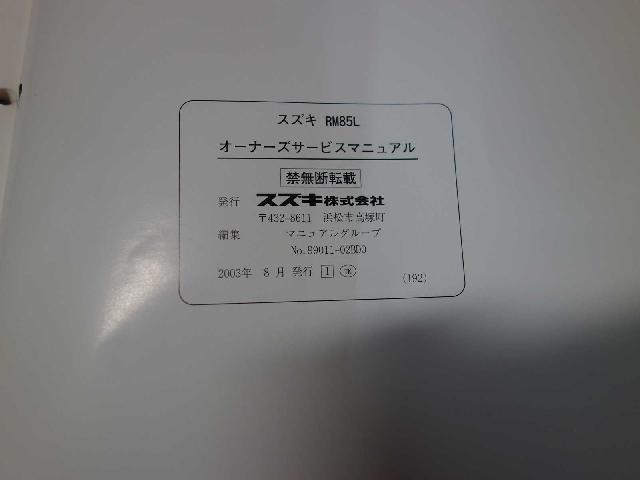 スズキ RM85L
オーナーズサービスマニュアル
禁無断転載
発行 スズキ株式会社
〒432-8611 浜松市高塚町
編集 マニュアルグループ
No.99011-02BD0
2003年 8月 発行 1
(192)